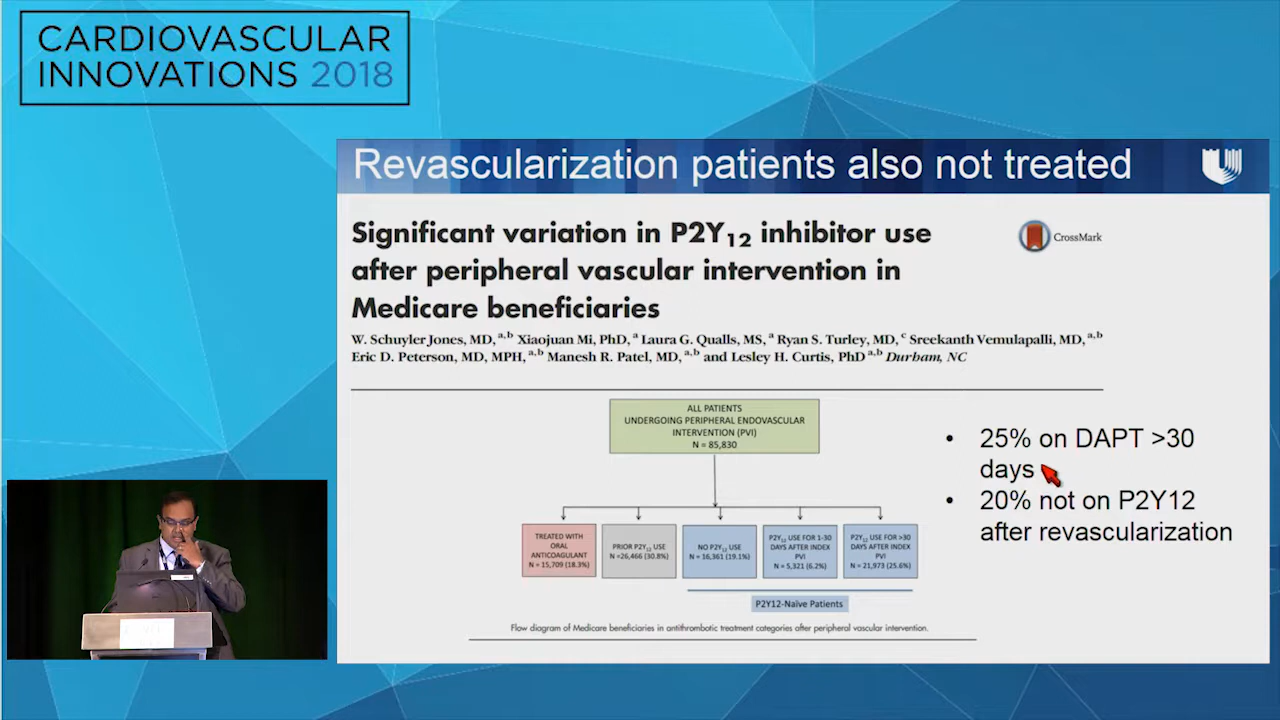 CARDIOVASCULAR
INNOVATIONS 2018
Revascularization patients also not treated
Significant variation in P2Y12 inhibitor use
after peripheral vascular intervention in
Medicare beneficiaries
CrossMark
W. Schuyler Jones, MD, a,b Xiaojuan Mi, PhD, a Laura G. Qualls, MS, a Ryan S. Turley, MD, c Sreekanth Vemulapalli, MD, a,b
Eric D. Peterson, MD, MPH, a,b Manesh R. Patel, MD, a,b and Lesley H. Curtis, PhD a,b Durham, NC
ALL PATIENTS
UNDERGOING PERIPHERAL ENDOVASCULAR
INTERVENTION (PVI)
N = 85,830
TREATED WITH
ORAL
ANTICOAGULANT
N = 15,709 (18.3%)
PRIOR P2Y12 USE
N =26,466 (30.8%)
NO P2Y12 USE
N = 16,361 (19.1%)
P2Y12 USE FOR 1-30
DAYS AFTER INDEX
PVI
N = 5,321 (6.2%)
P2Y12 USE FOR >30
DAYS AFTER INDEX
PVI
N = 21,973 (25.6%)
P2Y12-Naïve Patients
Flow diagram of Medicare beneficiaries in antithrombotic treatment categories after peripheral vascular intervention.
• 25% on DAPT >30
days
• 20% not on P2Y12
after revascularization